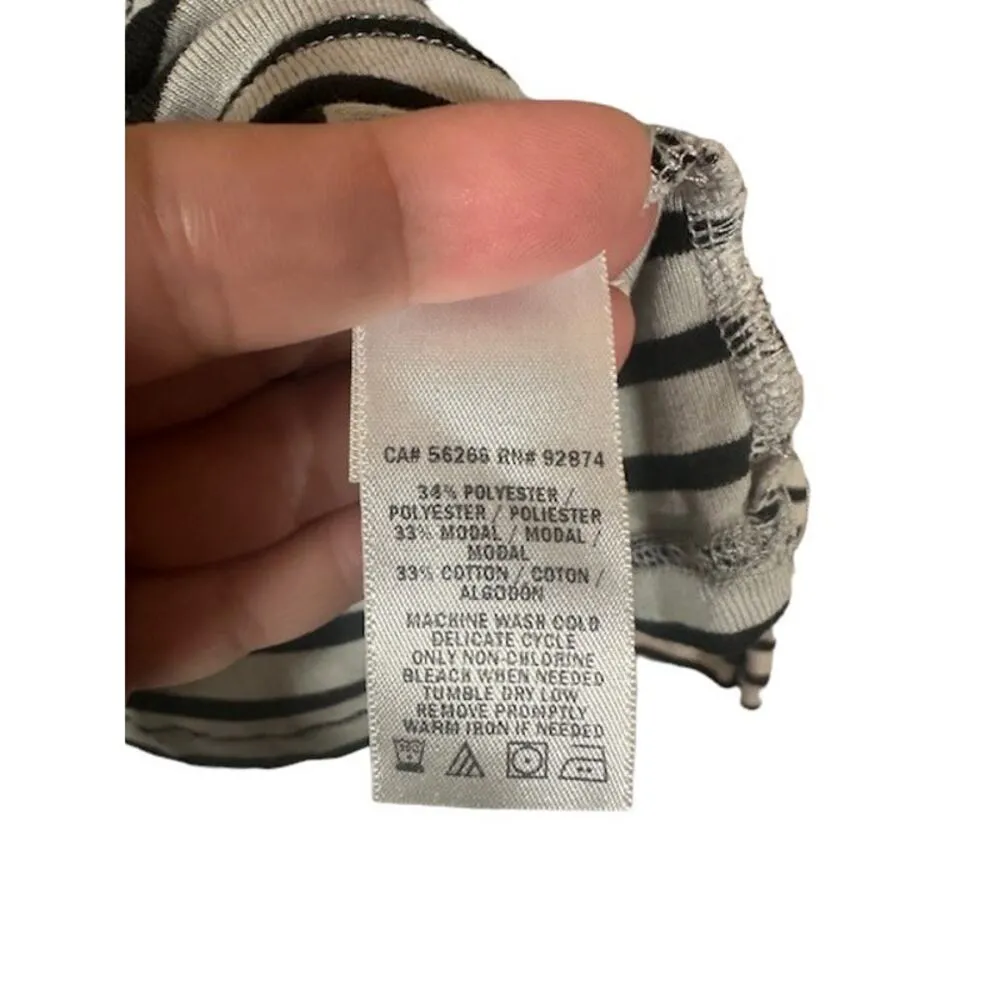 CA# 56266 RN# 92874
34% POLYESTER /
POLYESTER / POLIESTER
33% MODAL / MODAL /
MODAL
33% COTTON / COTON /
ALGODÓN
MACHINE WASH COLD
DELICATE CYCLE
ONLY NON-CHLORINE
BLEACH WHEN NEEDED
TUMBLE DRY LOW
REMOVE PROMPTLY
WARM IRON IF NEEDED